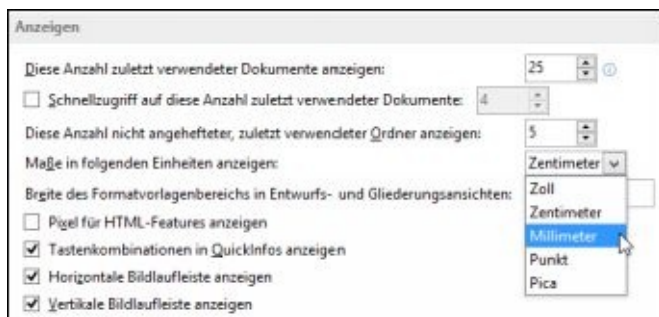 Anzeigen
Diese Anzahl zuletzt verwendeter Dokumente anzeigen: 25
Schnellzugriff auf diese Anzahl zuletzt verwendeter Dokumente: 4
Diese Anzahl nicht angehefteter, zuletzt verwendeter Ordner anzeigen: 5
Maße in folgenden Einheiten anzeigen: Zentimeter
Breite des Formatvorlagenbereichs in Entwurfs- und Gliederungsansichten:
Zoll
Zentimeter
Millimeter
Punkt
Pica
Pixel für HTML-Features anzeigen
Tastenkombinationen in QuickInfos anzeigen
Horizontale Bildlaufleiste anzeigen
Vertikale Bildlaufleiste anzeigen